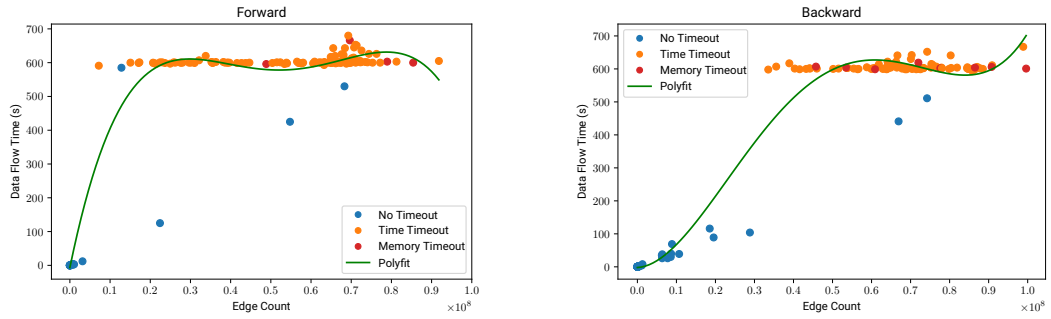 Forward
Data Flow Time (s)
700
600
500
400
300
200
100
0
No Timeout
Time Timeout
Memory Timeout
Polyfit
0.0 0.1 0.2 0.3 0.4 0.5 0.6 0.7 0.8 0.9 1.0
Edge Count
×10⁸
Backward
Data Flow Time (s)
700
600
500
400
300
200
100
0
No Timeout
Time Timeout
Memory Timeout
Polyfit
0.0 0.1 0.2 0.3 0.4 0.5 0.6 0.7 0.8 0.9 1.0
Edge Count
×10⁸